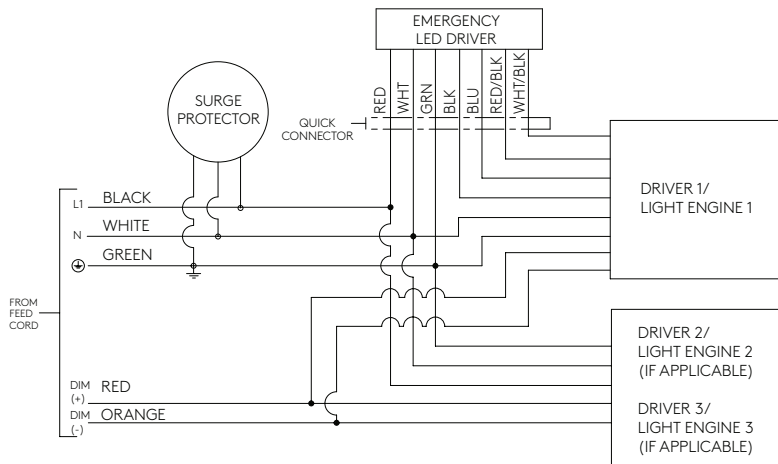 EMERGENCY
LED DRIVER
RED
WHT
GRN
BLK
BLU
RED/BLK
WHT/BLK
SURGE
PROTECTOR
QUICK
CONNECTOR
DRIVER 1/
LIGHT ENGINE 1
L1 BLACK
N WHITE
GREEN
FROM
FEED
CORD
DRIVER 2/
LIGHT ENGINE 2
(IF APPLICABLE)
DIM
(+)
RED
DIM
(-)
ORANGE
DRIVER 3/
LIGHT ENGINE 3
(IF APPLICABLE)